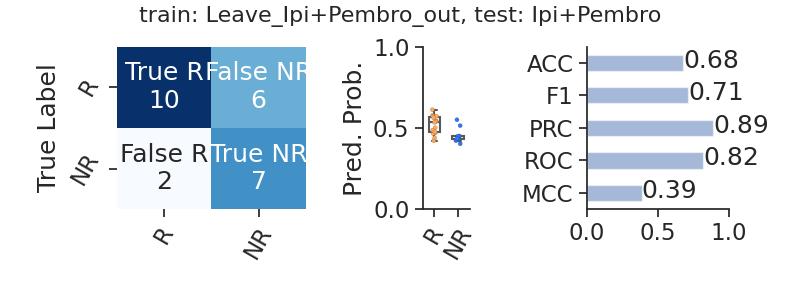 train: Leave_Ipi+Pembro_out, test: Ipi+Pembro
True Label
R
NR
True R
10
False NR
6
False R
2
True NR
7
R
NR
Pred. Prob.
1.0
0.5
0.0
R
NR
ACC
0.68
F1
0.71
PRC
0.89
ROC
0.82
MCC
0.39
0.0
0.5
1.0